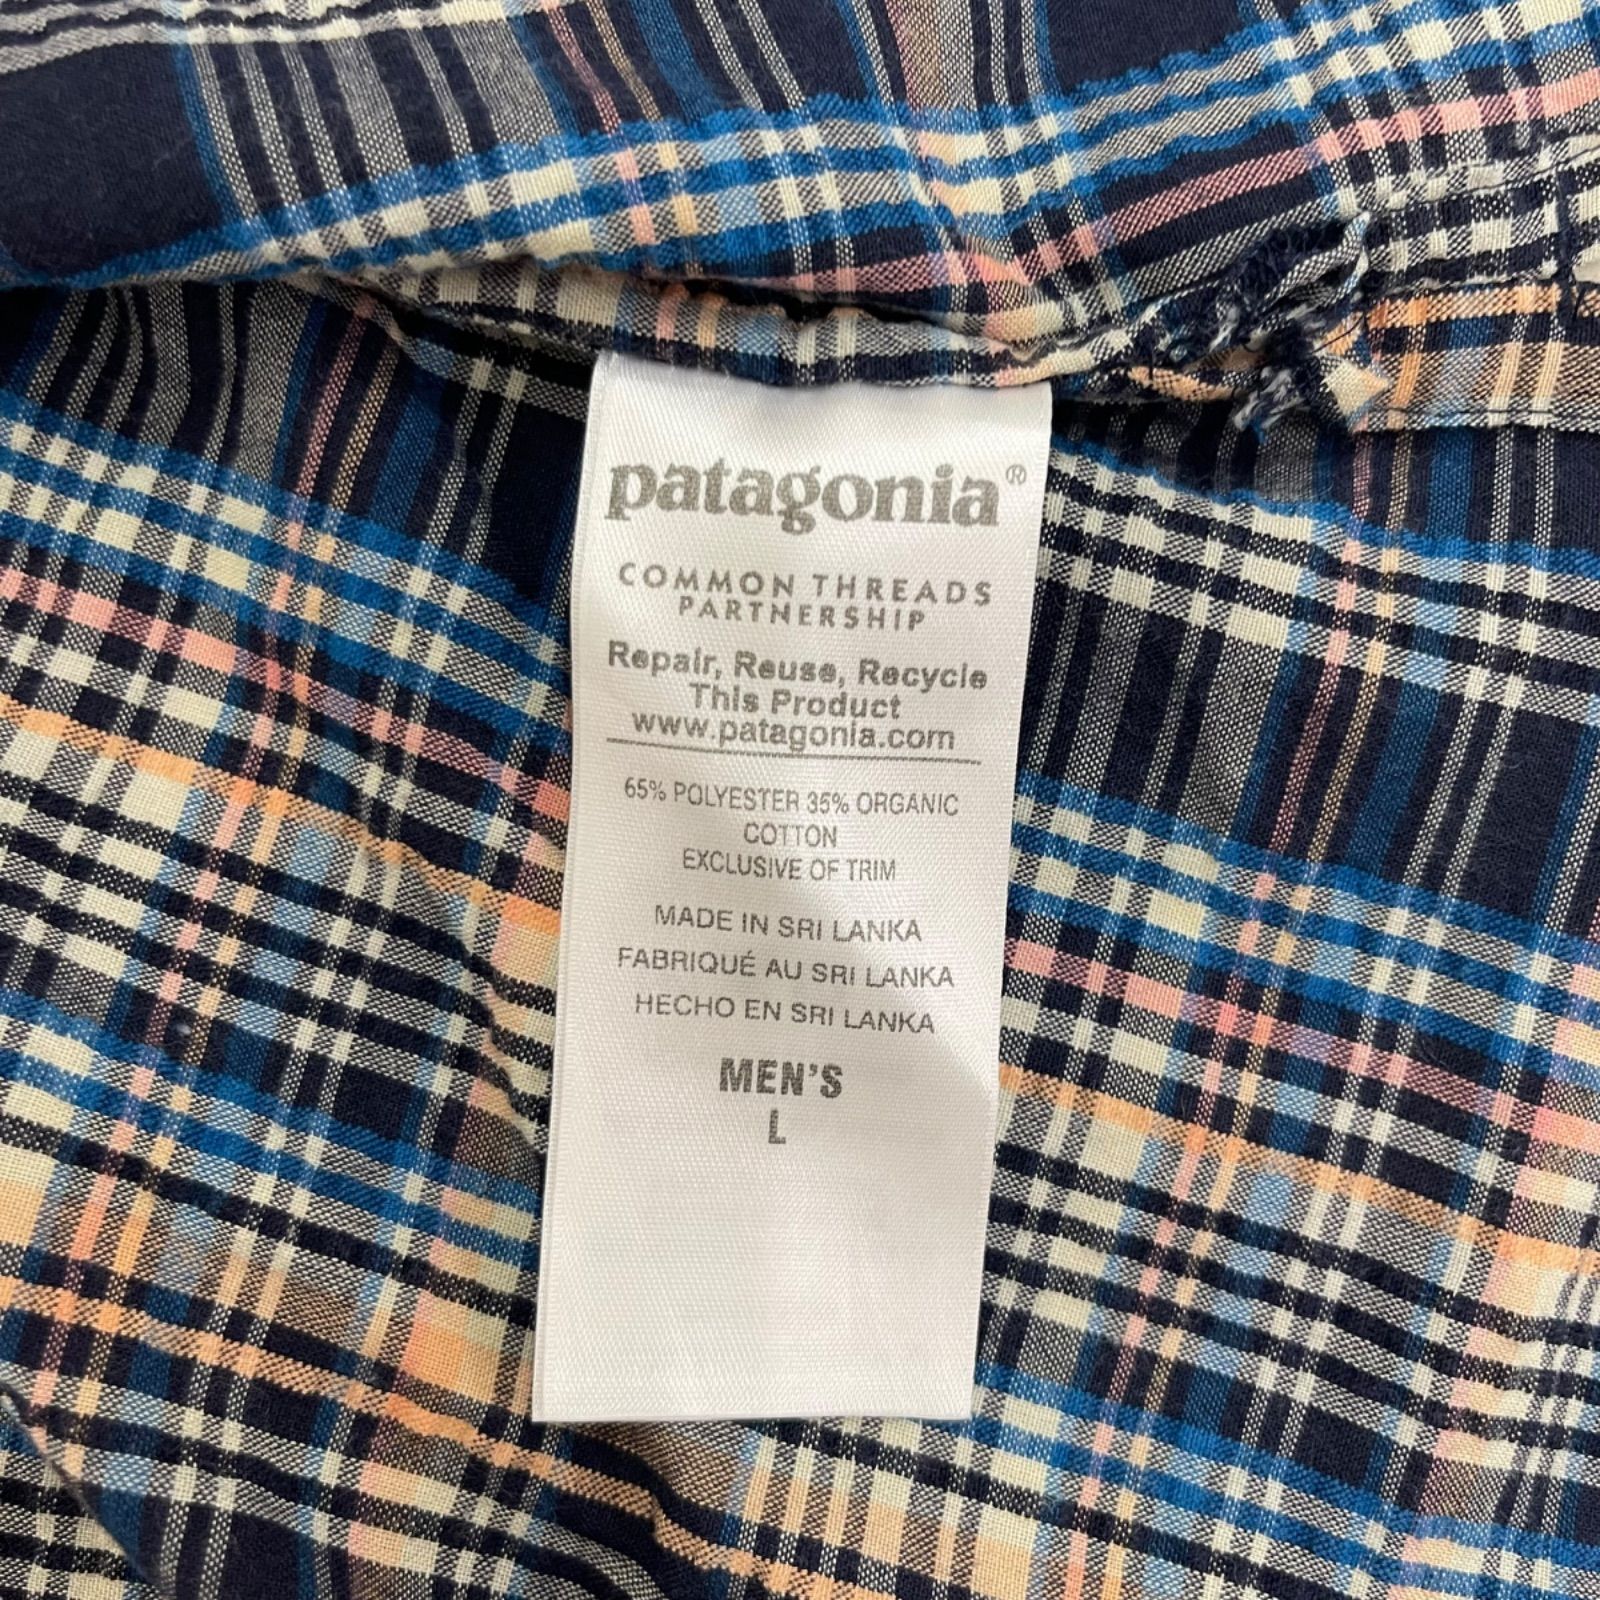 patagonia®
COMMON THREADS
PARTNERSHIP
Repair, Reuse, Recycle
This Product
www.patagonia.com
65% POLYESTER 35% ORGANIC
COTTON
EXCLUSIVE OF TRIM
MADE IN SRI LANKA
FABRIQUÉ AU SRI LANKA
HECHO EN SRI LANKA
MEN'S
L